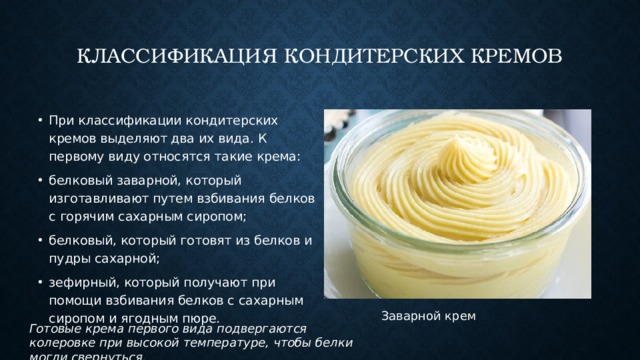 КЛАССИФИКАЦИЯ КОНДИТЕРСКИХ КРЕМОВ
• При классификации кондитерских
кремов выделяют два их вида. К
первому виду относятся такие крема:
• белковый заварной, который
изготавливают путем взбивания белков
с горячим сахарным сиропом;
• белковый, который готовят из белков и
пудры сахарной;
• зефирный, который получают при
помощи взбивания белков с сахарным
сиропом и ягодным пюре.
Готовые крема первого вида подвергаются
колеровке при высокой температуре, чтобы белки
могли свернуться.
Заварной крем